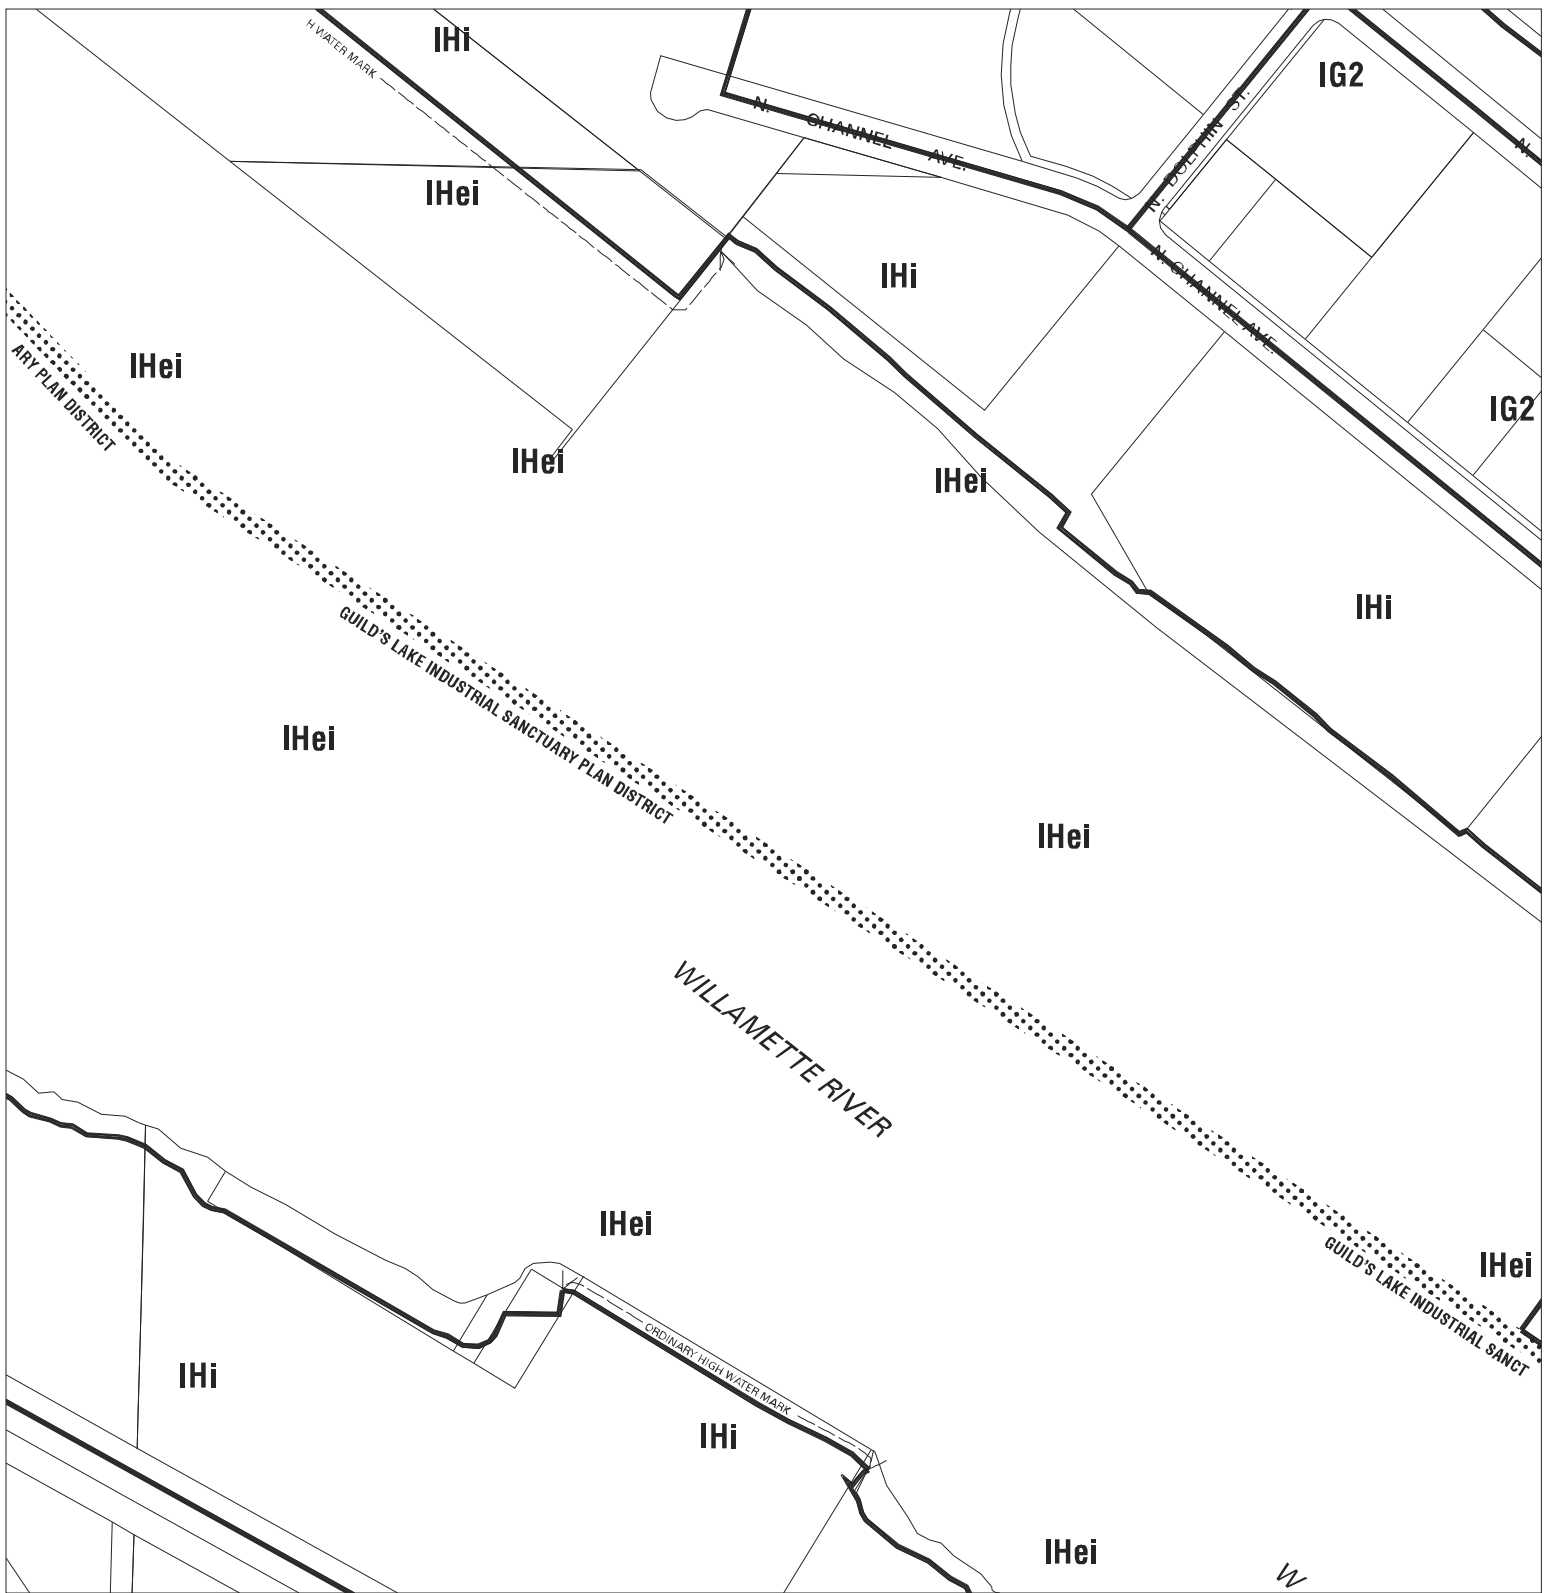 H WATER MARK
IHi
IG2
N. CHANNEL AVE.
N. DOLPHIN ST.
N.
IHei
IHi
N. CHANNEL AVE.
IHei
ARY PLAN DISTRICT
IG2
IHei
IHei
IHi
GUILD'S LAKE INDUSTRIAL SANCTUARY PLAN DISTRICT
IHei
IHei
WILLAMETTE RIVER
IHei
IHei
GUILD'S LAKE INDUSTRIAL SANCT
ORDINARY HIGH WATER MARK
IHi
IHi
IHei
W